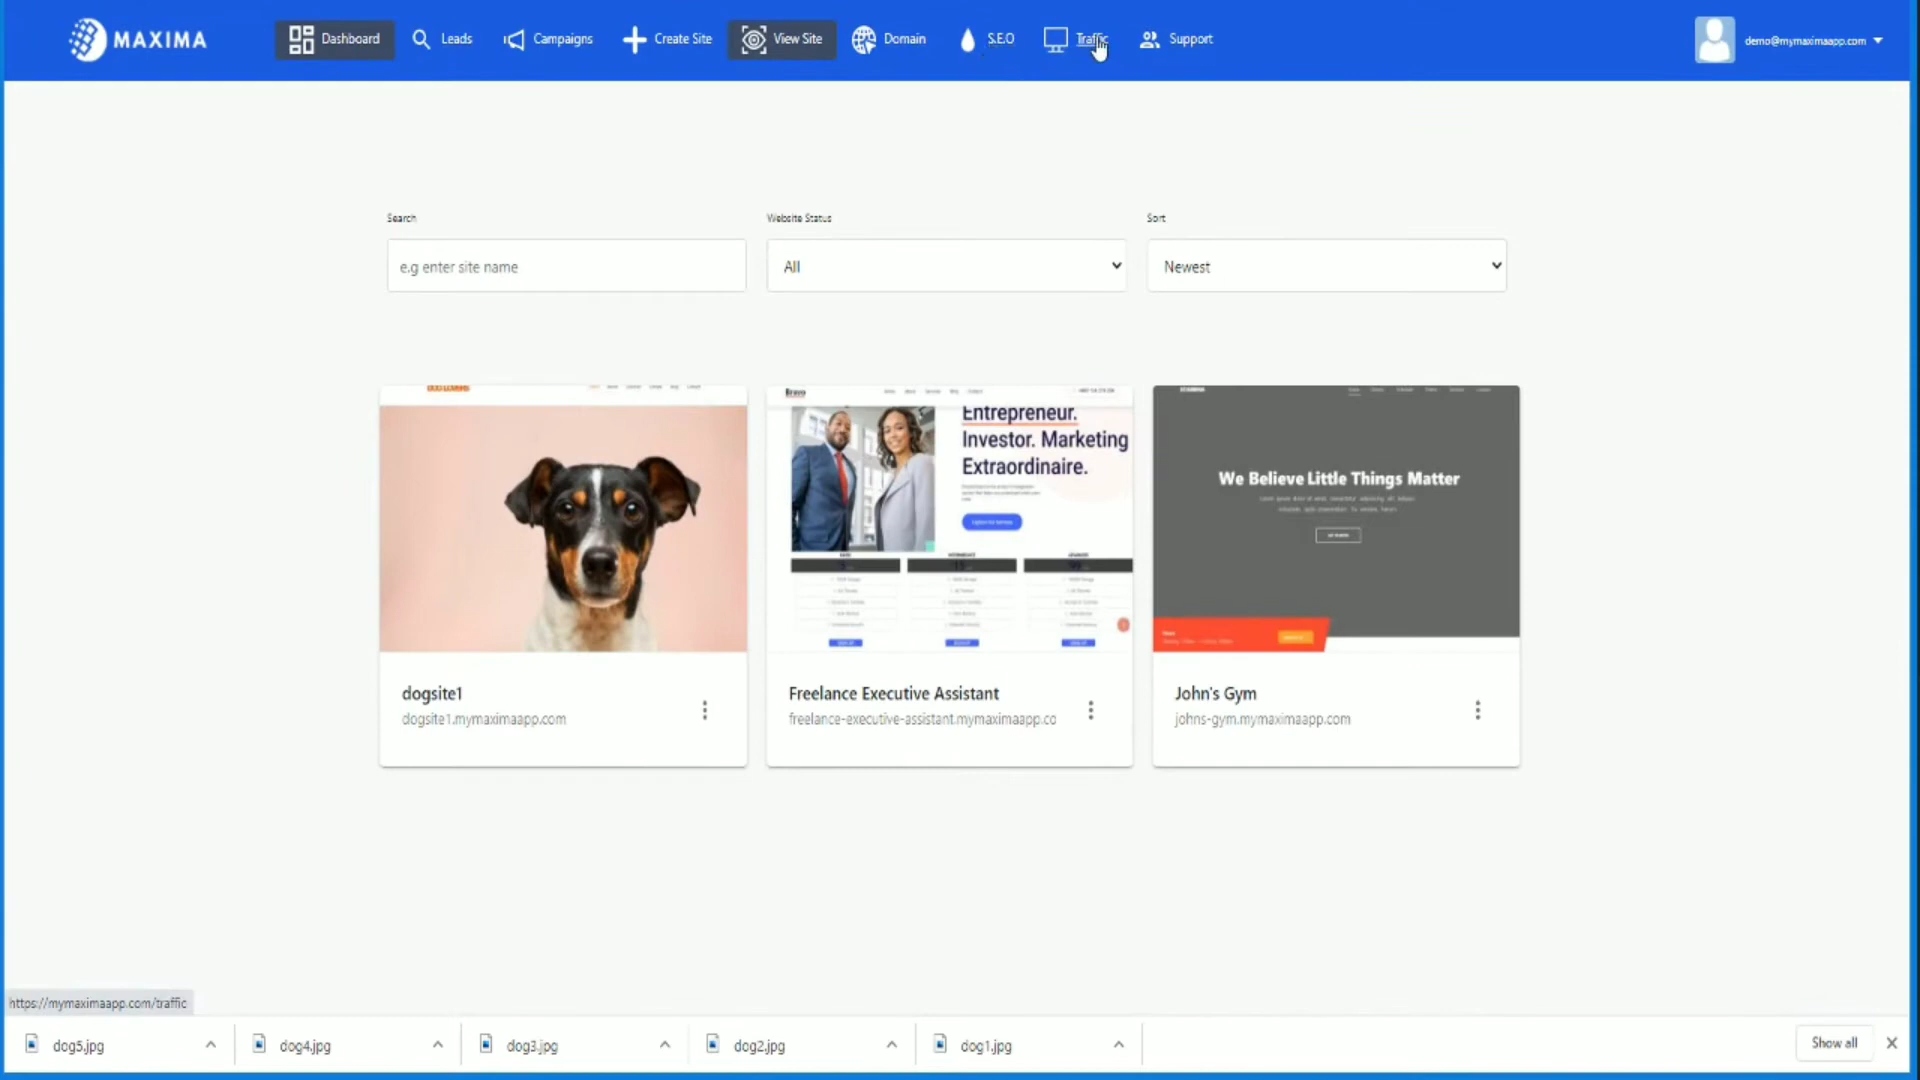 MAXIMA
Dashboard
Leads
Campaigns
Create Site
View Site
Domain
S.E.O
Traffic
Support
demo@mymaximaapp.com
Search
Website Status
Sort
e.g enter site name
All
Newest
DOG LOVERS
Bravo
Entrepreneur.
Investor. Marketing
Extraordinaire.
We Believe Little Things Matter
dogsite1
dogsite1.mymaximaapp.com
Freelance Executive Assistant
freelance-executive-assistant.mymaximaapp.co
John's Gym
johns-gym.mymaximaapp.com
https://mymaximaapp.com/traffic
dog5.jpg
dog4.jpg
dog3.jpg
dog2.jpg
dog1.jpg
Show all